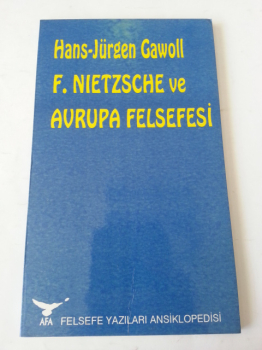 Hans-Jürgen Gawoll
F. NIETZSCHE ve
AVRUPA FELSEFESİ
AFA
FELSEFE YAZILARI ANSİKLOPEDİSİ